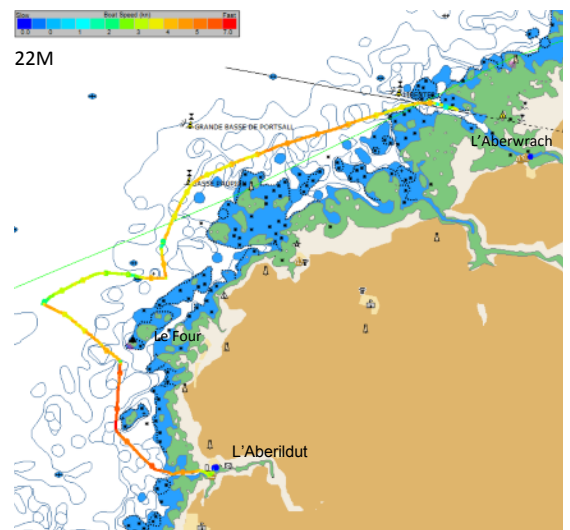 Slow Boat Speed (kn) Fast
0.0 0 1 2 3 4 5 6 7.0
22M
GRANDE BASSE DE PORTSALL
L'Aberwrach
BASSE PAUPIAN
Le Four
L'Aberildut